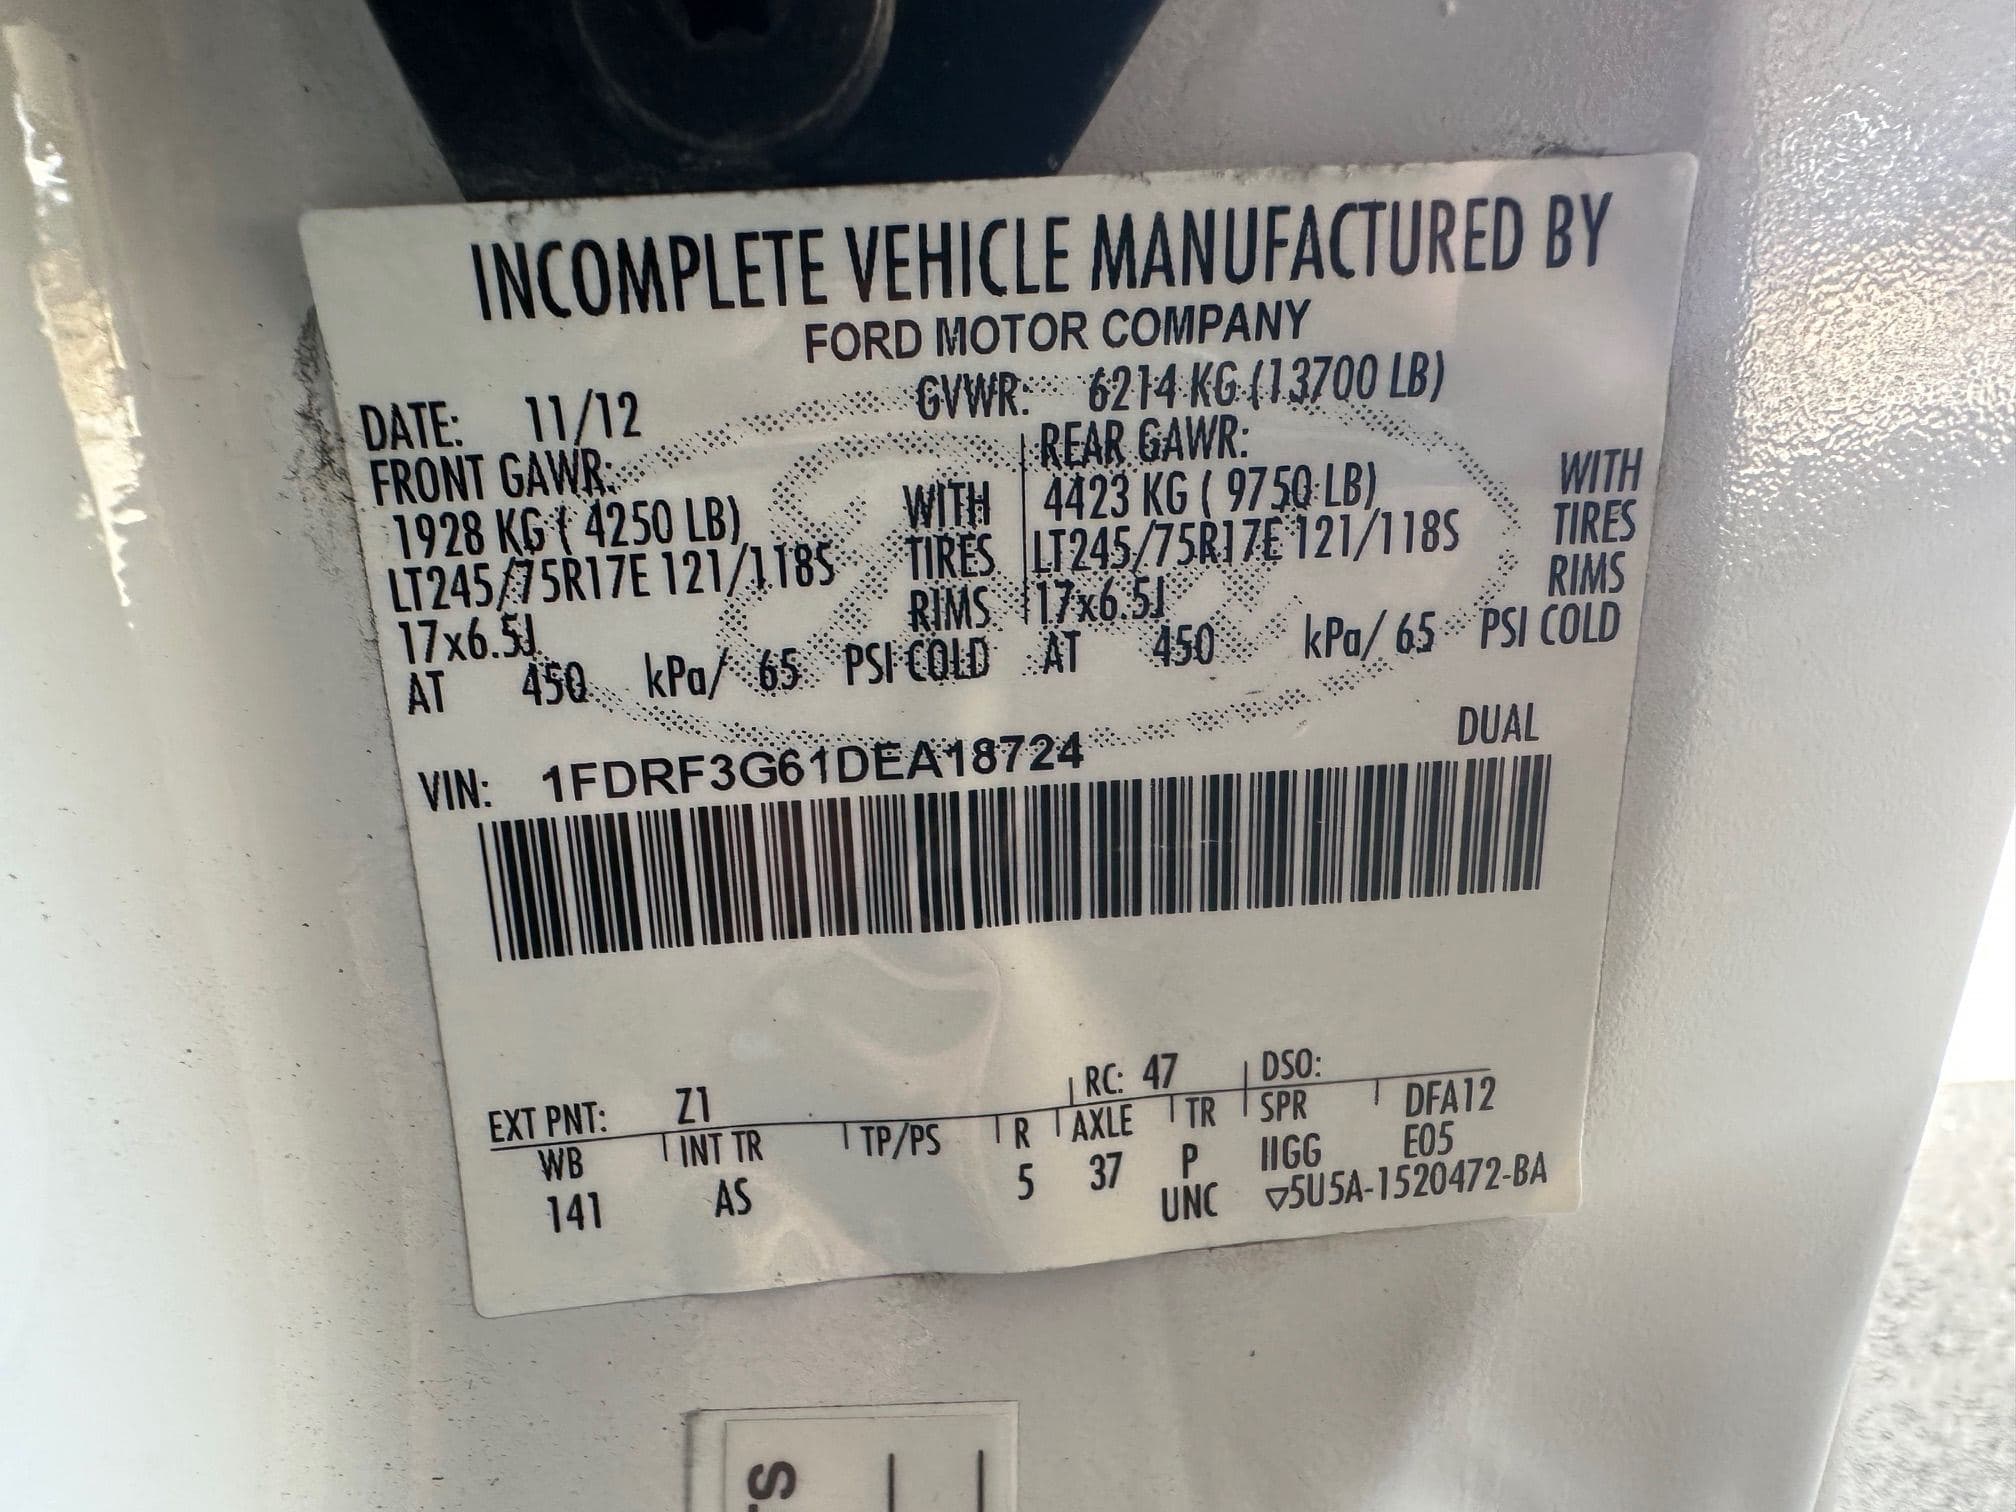 INCOMPLETE VEHICLE MANUFACTURED BY
FORD MOTOR COMPANY
DATE: 11/12 GVWR: 6214 KG (13700 LB)
FRONT GAWR: REAR GAWR:
1928 KG ( 4250 LB) WITH 4423 KG ( 9750 LB) WITH
LT245/75R17E 121/118S TIRES LT245/75R17E 121/118S TIRES
17x6.5J RIMS 17x6.5J RIMS
AT 450 kPa/ 65 PSI COLD AT 450 kPa/ 65 PSI COLD
DUAL
VIN: 1FDRF3G61DEA18724
EXT PNT: Z1 RC: 47 DSO:
WB INT TR TP/PS R AXLE TR SPR DFA12
141 AS 5 37 P IIGG E05
UNC ▽5U5A-1520472-BA
S